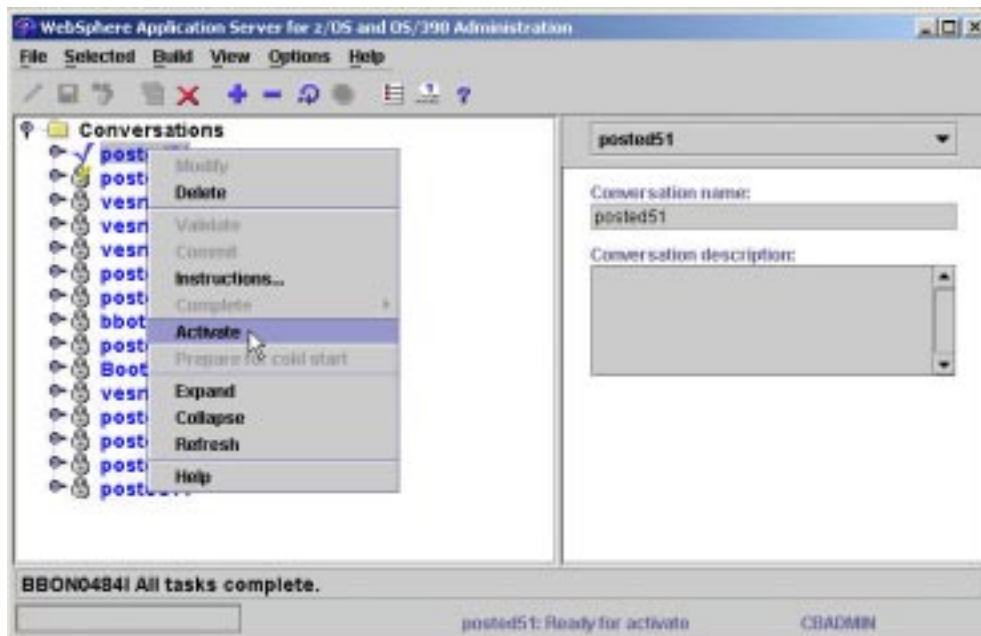 WebSphere Application Server for z/OS and OS/390 Administration
File Selected Build View Options Help
Conversations
posted51
Conversation name:
posted51
Conversation description:
Modify
Delete
Validate
Commit
Instructions...
Complete
Activate
Prepare for cold start
Expand
Collapse
Refresh
Help
BBON0484I All tasks complete.
posted51: Ready for activate CBADMIN